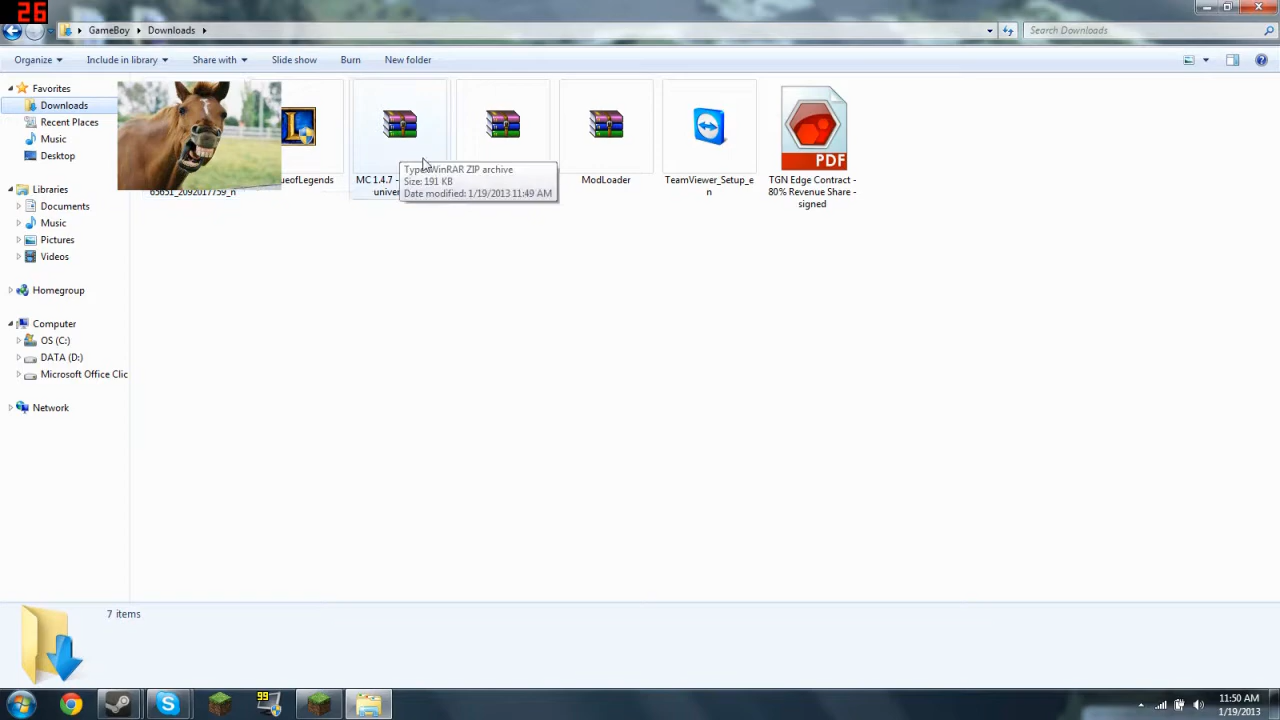 26
GameBoy Downloads
Search Downloads
Organize Include in library Share with Slide show Burn New folder
Favorites
Downloads
Recent Places
Music
Desktop
Libraries
Documents
Music
Pictures
Videos
Homegroup
Computer
OS (C:)
DATA (D:)
Microsoft Office Clic
Network
65651_2092017759_n
ueofLegends
MC 1.4.7 -
univer
Type: WinRAR ZIP archive
Size: 191 KB
Date modified: 1/19/2013 11:49 AM
ModLoader
TeamViewer_Setup_e
n
PDF
TGN Edge Contract -
80% Revenue Share -
signed
7 items
99
11:50 AM
1/19/2013